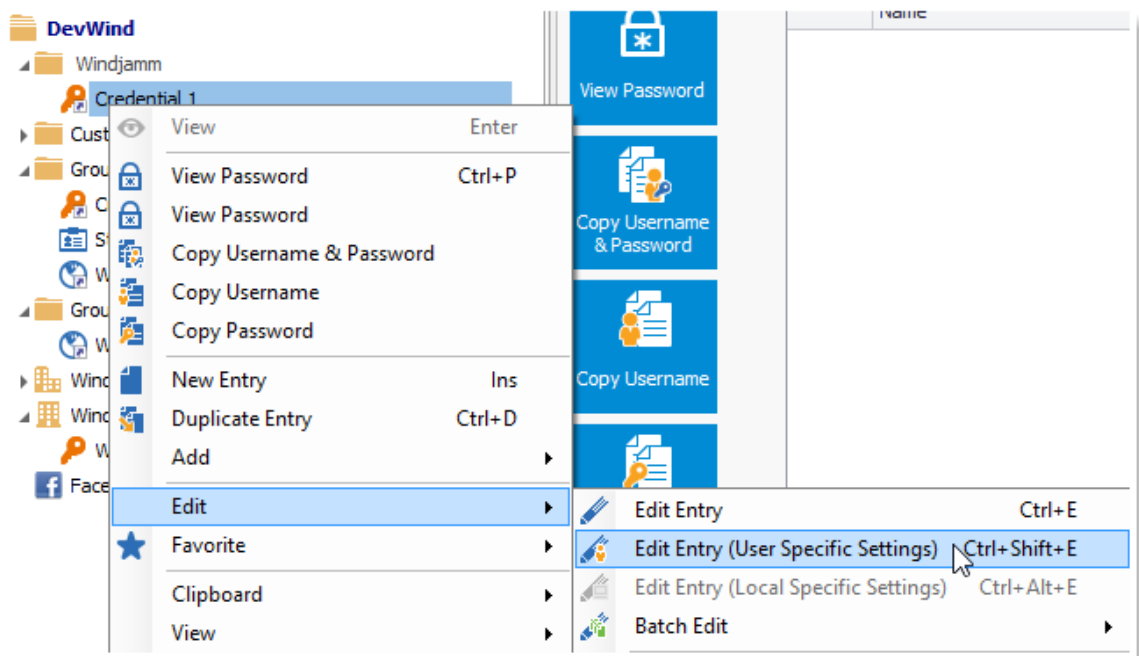 DevWind
Windjamm
Credential 1
Cust
Grou
C
St
W
Grou
W
Wind
Wind
W
Face
View Enter
View Password Ctrl+P
View Password
Copy Username & Password
Copy Username
Copy Password
New Entry Ins
Duplicate Entry Ctrl+D
Add
Edit
Favorite
Clipboard
View
View Password
Copy Username
& Password
Copy Username
Name
Edit Entry Ctrl+E
Edit Entry (User Specific Settings) Ctrl+Shift+E
Edit Entry (Local Specific Settings) Ctrl+Alt+E
Batch Edit